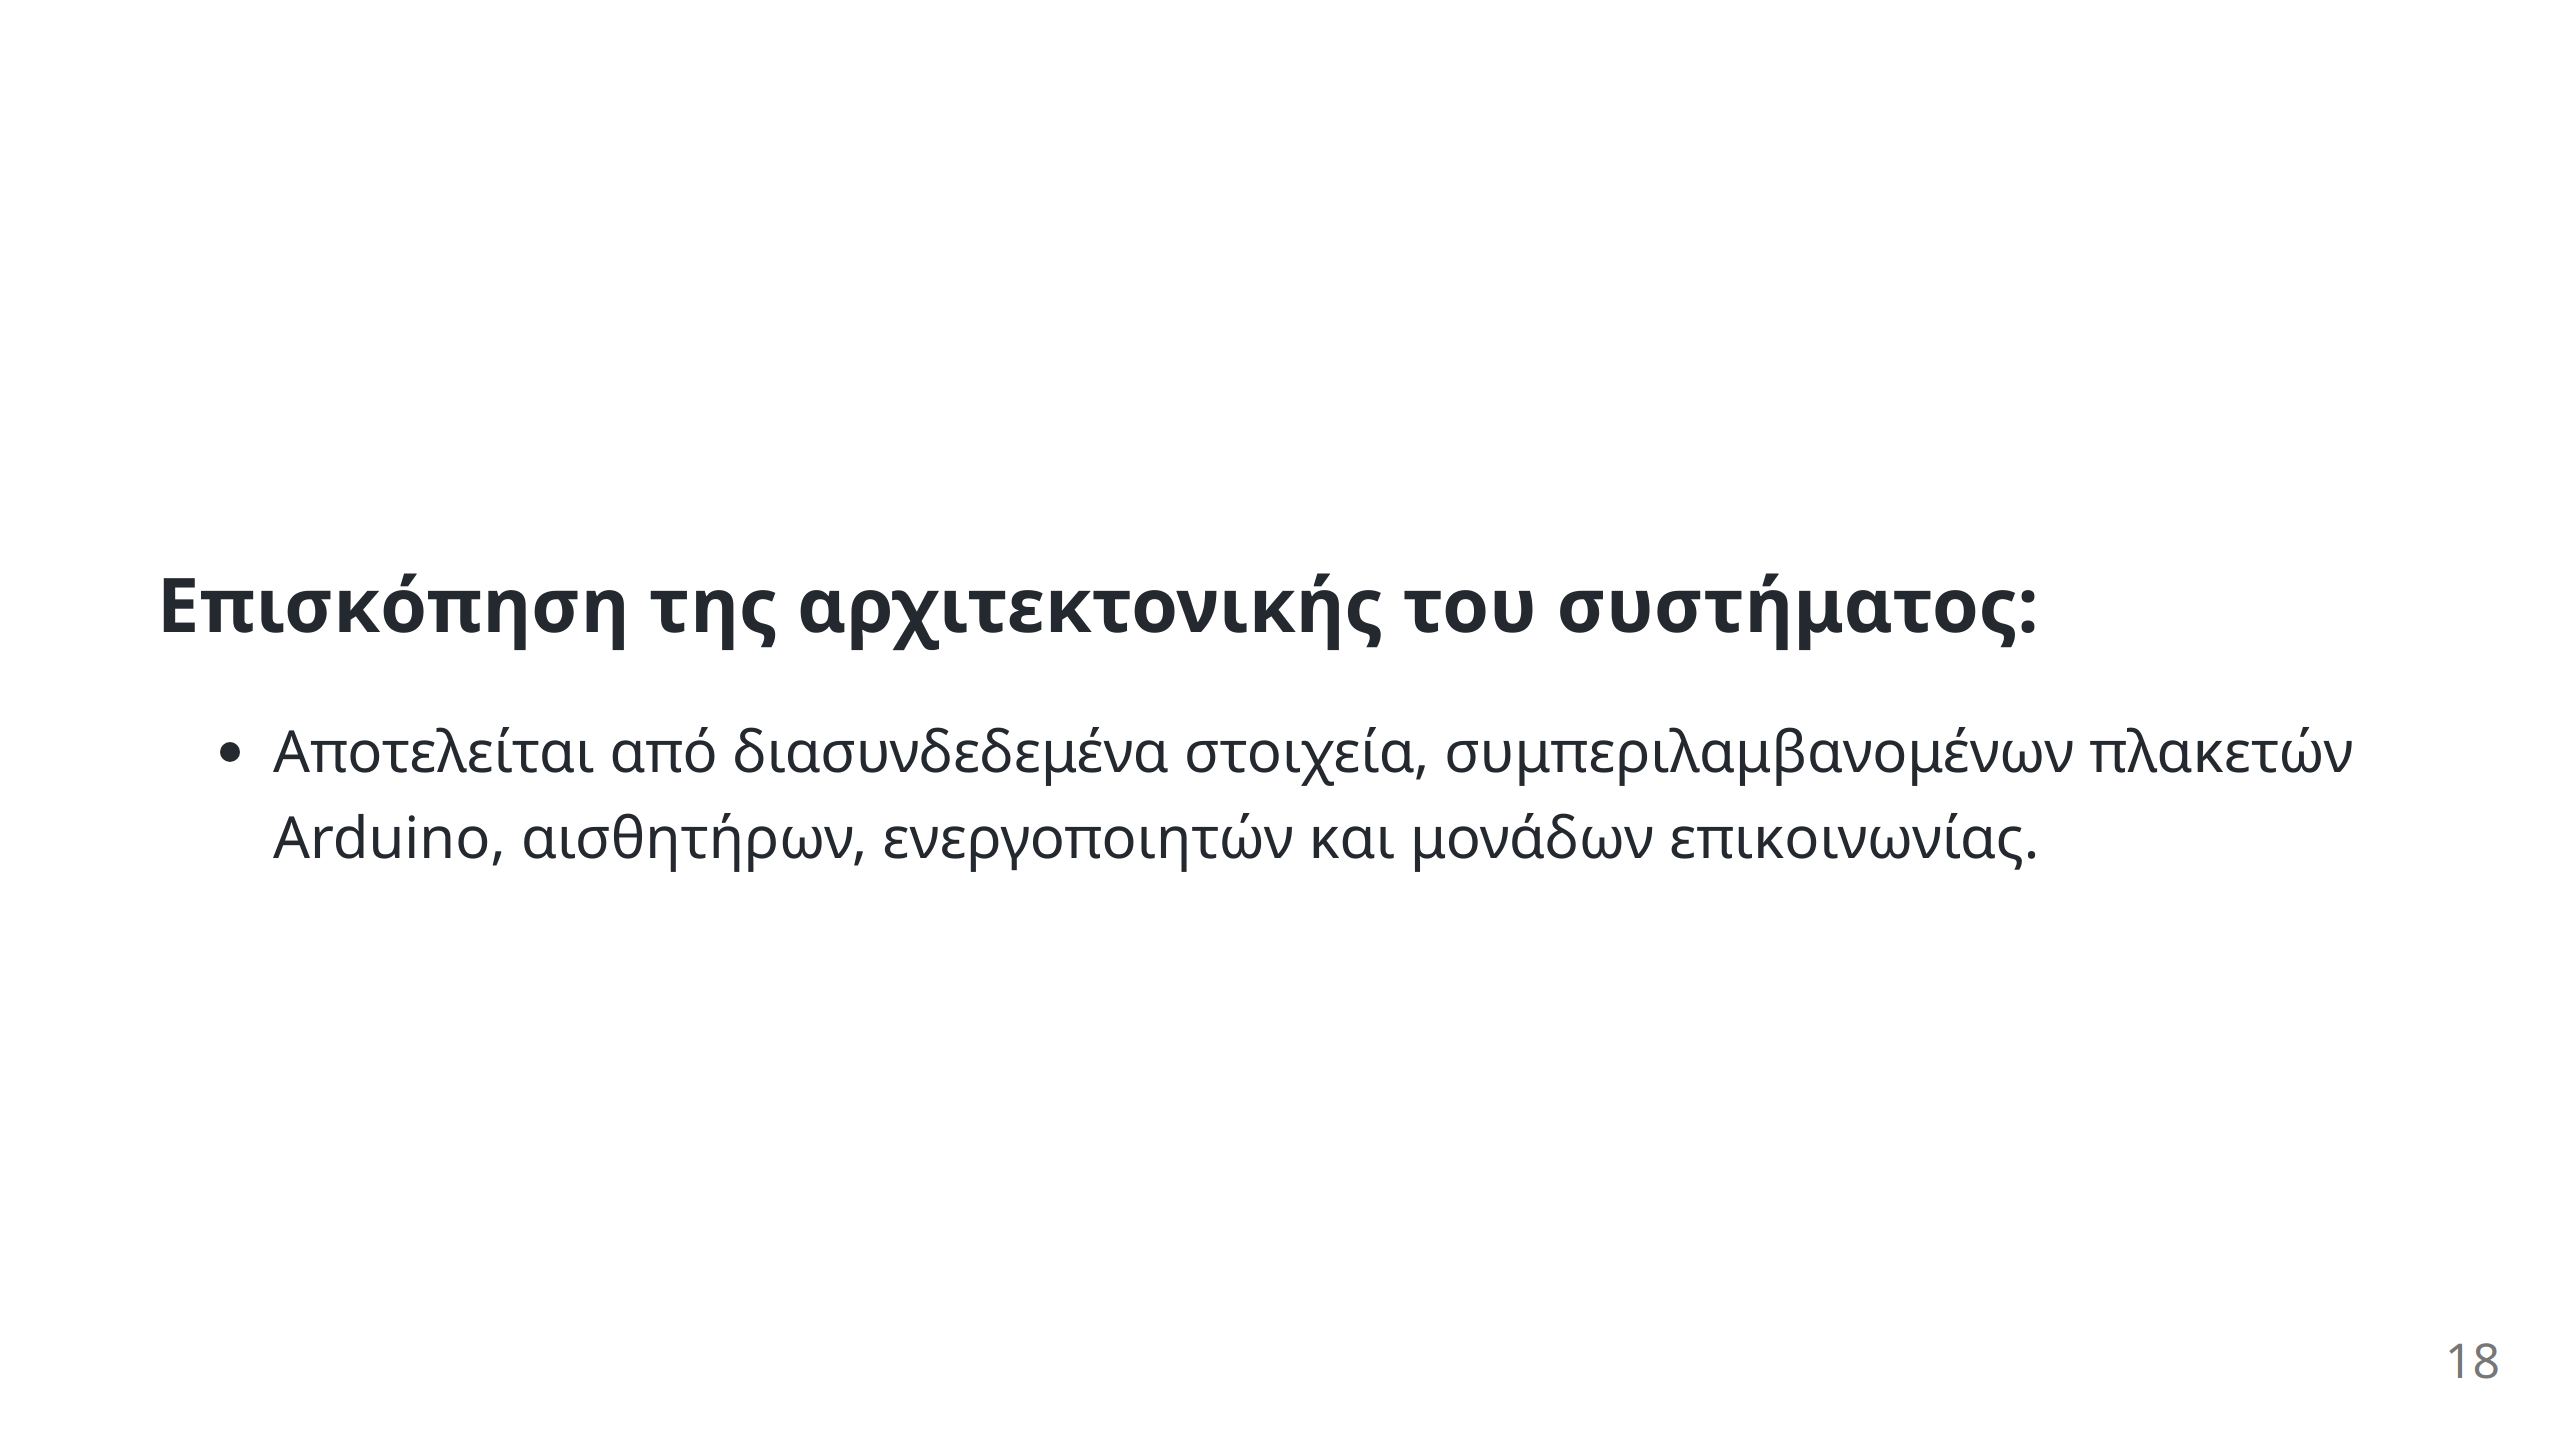 Επισκόπηση της αρχιτεκτονικής του συστήματος:
• Αποτελείται από διασυνδεδεμένα στοιχεία, συμπεριλαμβανομένων πλακετών
Arduino, αισθητήρων, ενεργοποιητών και μονάδων επικοινωνίας.
18